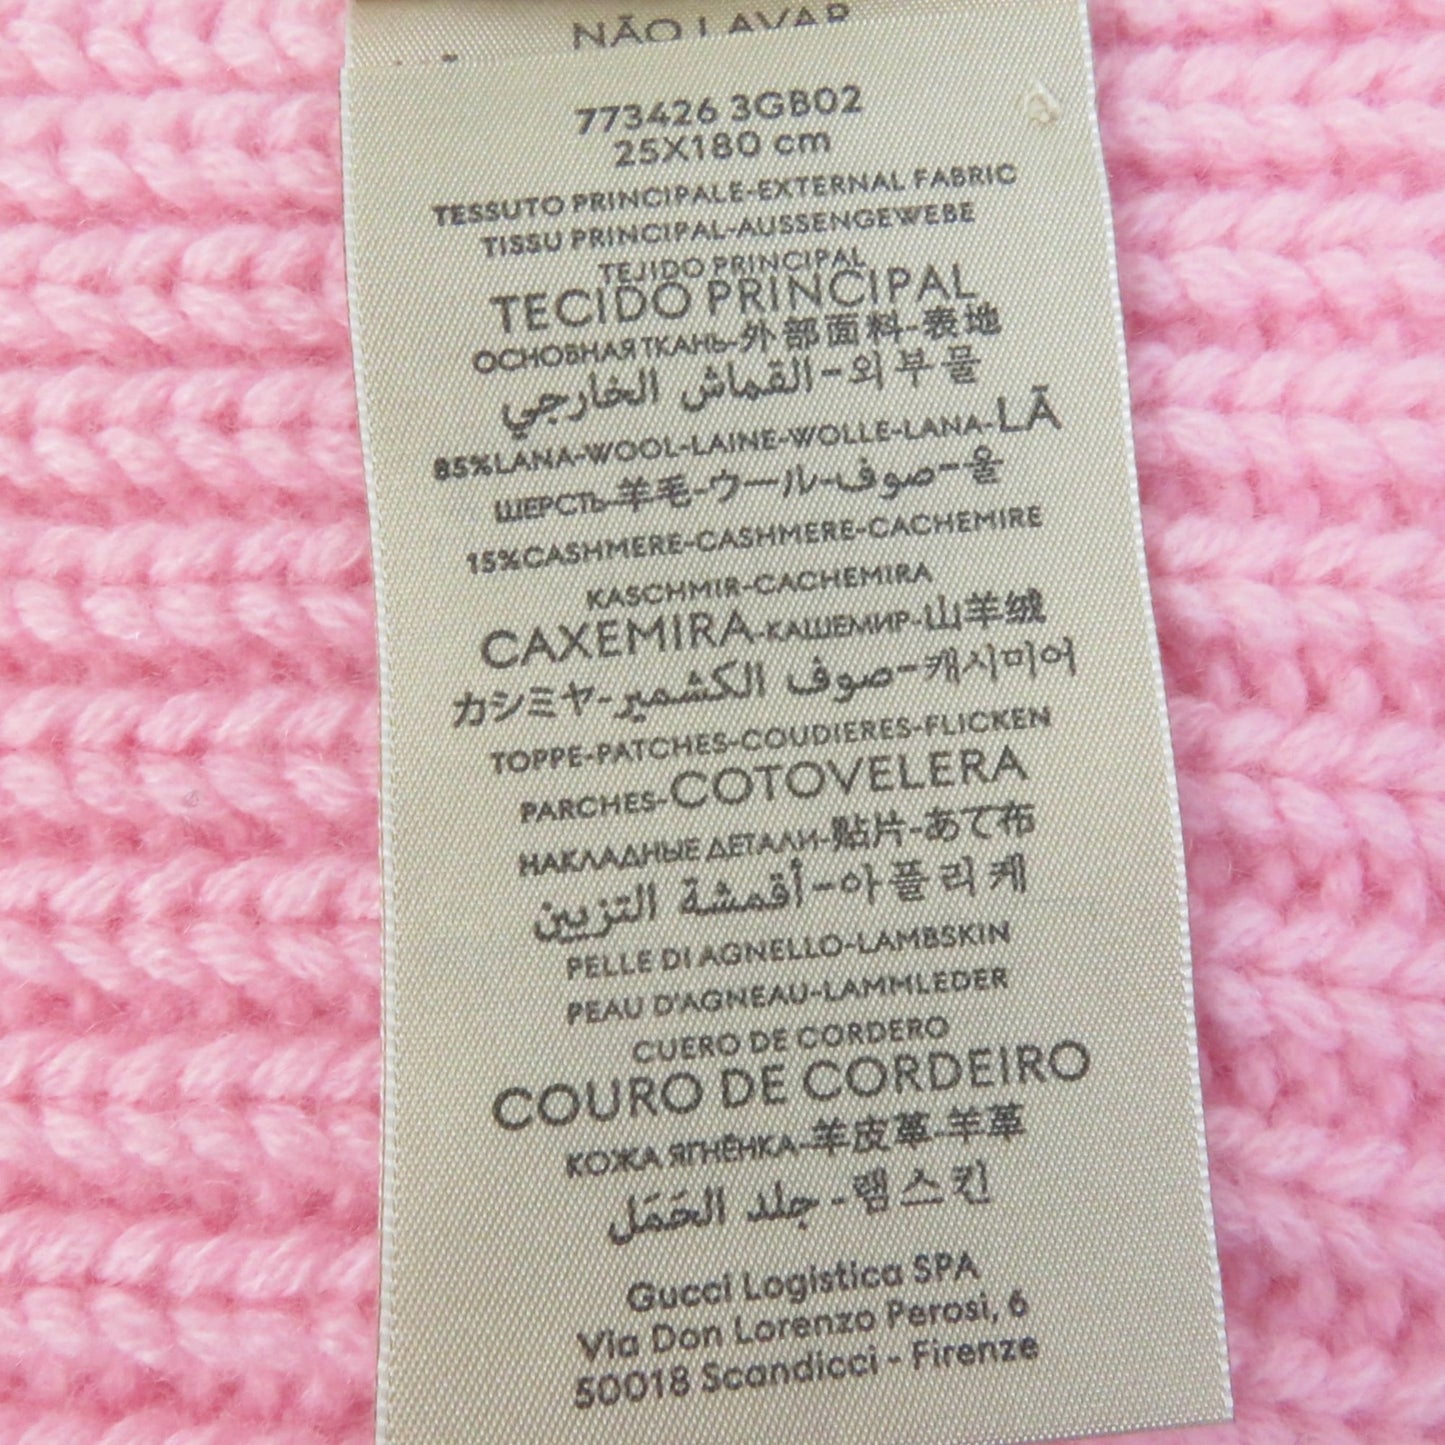 NÃO LAVAR
773426 3GB02
25X180 cm
TESSUTO PRINCIPALE-EXTERNAL FABRIC
TISSU PRINCIPAL-AUSSENGEWEBE
TEJIDO PRINCIPAL
TECIDO PRINCIPAL
ОСНОВНАЯ ТКАНЬ-外部面料-表地
القماش الخارجي-외부물
85%LANA-WOOL-LAINE-WOLLE-LANA-LÃ
ШЕРСТЬ-羊毛-ウール-صوف-울
15%CASHMERE-CASHMERE-CACHEMIRE
KASCHMIR-CACHEMIRA
CAXEMIRA-КАШЕМИР-山羊绒
カシミヤ-صوف الكشمير-캐시미어
TOPPE-PATCHES-COUDIERES-FLICKEN
PARCHES-COTOVELERA
НАКЛАДНЫЕ ДЕТАЛИ-贴片-あて布
أقمشة التزيين-아플리케
PELLE DI AGNELLO-LAMBSKIN
PEAU D'AGNEAU-LAMMLEDER
CUERO DE CORDERO
COURO DE CORDEIRO
КОЖА ЯГНЁНКА-羊皮革-羊革
جلد الحَمَل-램스킨
Gucci Logistica SPA
Via Don Lorenzo Perosi, 6
50018 Scandicci - Firenze